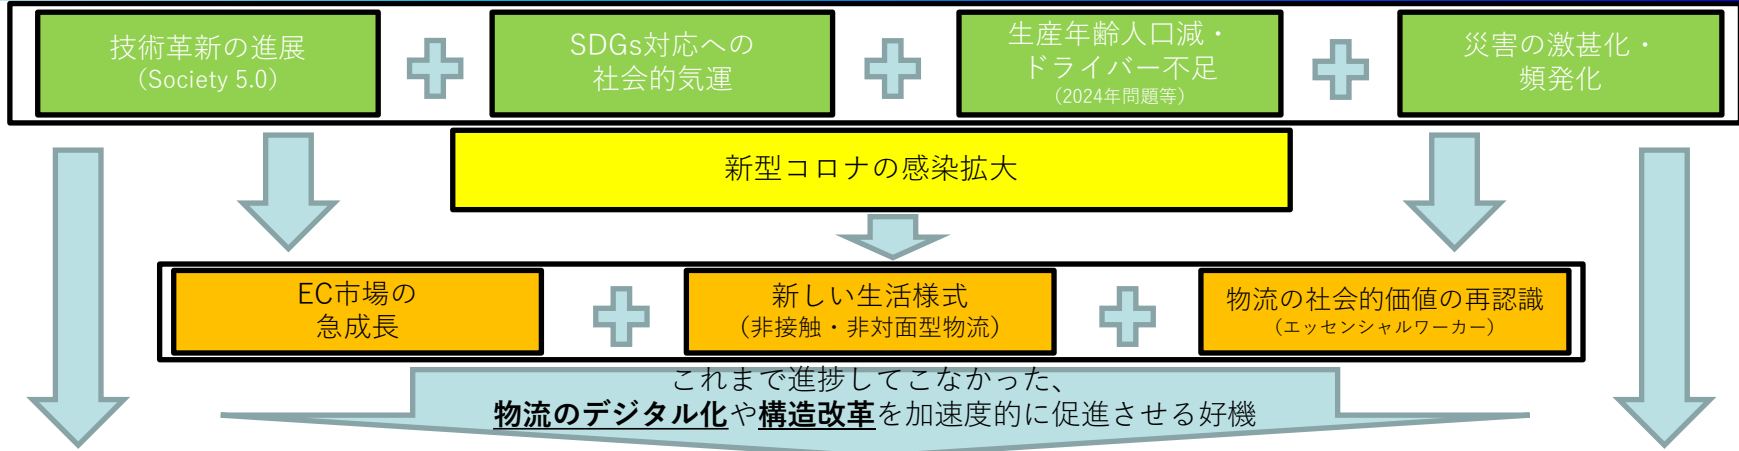 技術革新の進展
（Society 5.0）
SDGs対応への
社会的気運
生産年齢人口減・
ドライバー不足
（2024年問題等）
災害の激甚化・
頻発化
新型コロナの感染拡大
EC市場の
急成長
新しい生活様式
（非接触・非対面型物流）
物流の社会的価値の再認識
（エッセンシャルワーカー）
これまで進捗してこなかった、
物流のデジタル化や構造改革を加速度的に促進させる好機